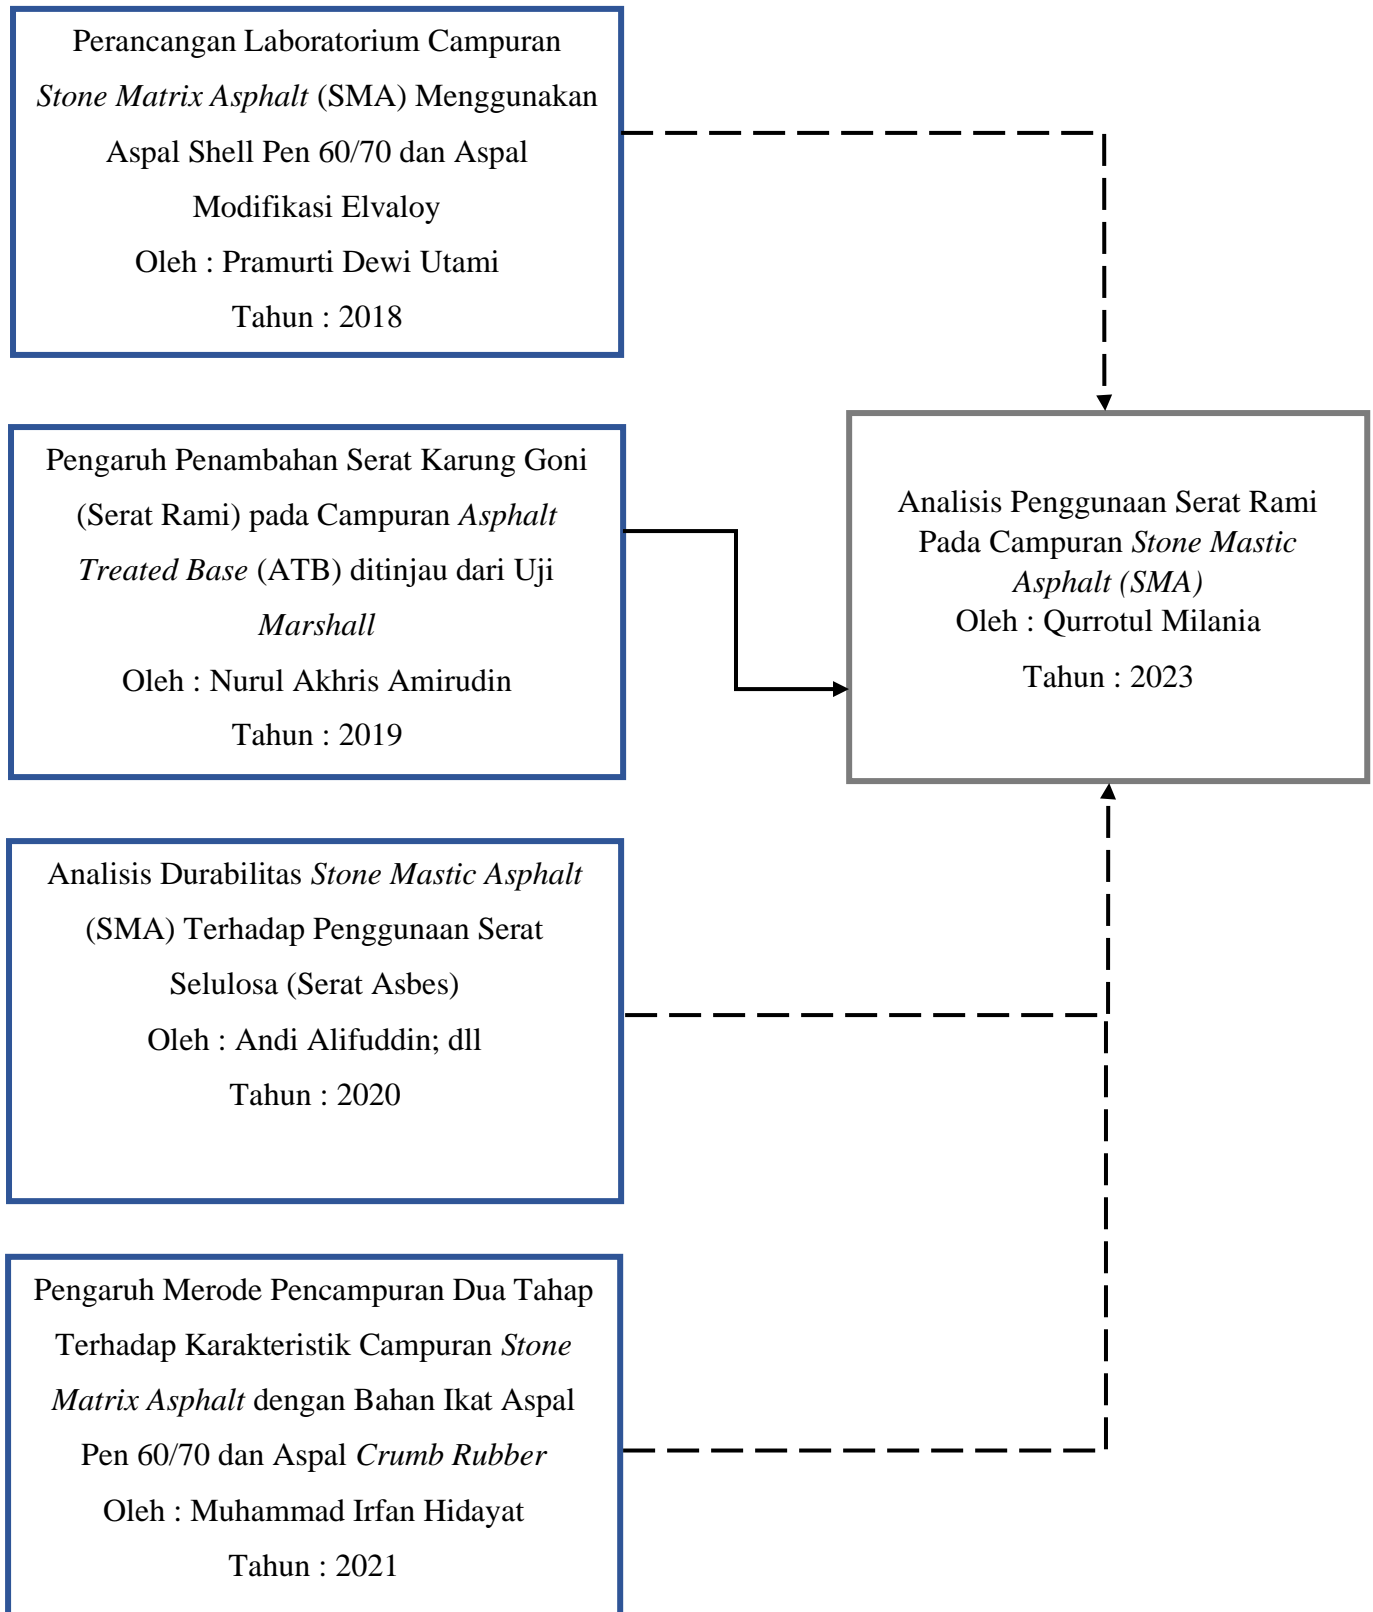 Perancangan Laboratorium Campuran
Stone Matrix Asphalt (SMA) Menggunakan
Aspal Shell Pen 60/70 dan Aspal
Modifikasi Elvaloy
Oleh : Pramurti Dewi Utami
Tahun : 2018
Pengaruh Penambahan Serat Karung Goni
(Serat Rami) pada Campuran Asphalt
Treated Base (ATB) ditinjau dari Uji
Marshall
Oleh : Nurul Akhris Amirudin
Tahun : 2019
Analisis Penggunaan Serat Rami
Pada Campuran Stone Mastic
Asphalt (SMA)
Oleh : Qurrotul Milania
Tahun : 2023
Analisis Durabilitas Stone Mastic Asphalt
(SMA) Terhadap Penggunaan Serat
Selulosa (Serat Asbes)
Oleh : Andi Alifuddin; dll
Tahun : 2020
Pengaruh Merode Pencampuran Dua Tahap
Terhadap Karakteristik Campuran Stone
Matrix Asphalt dengan Bahan Ikat Aspal
Pen 60/70 dan Aspal Crumb Rubber
Oleh : Muhammad Irfan Hidayat
Tahun : 2021